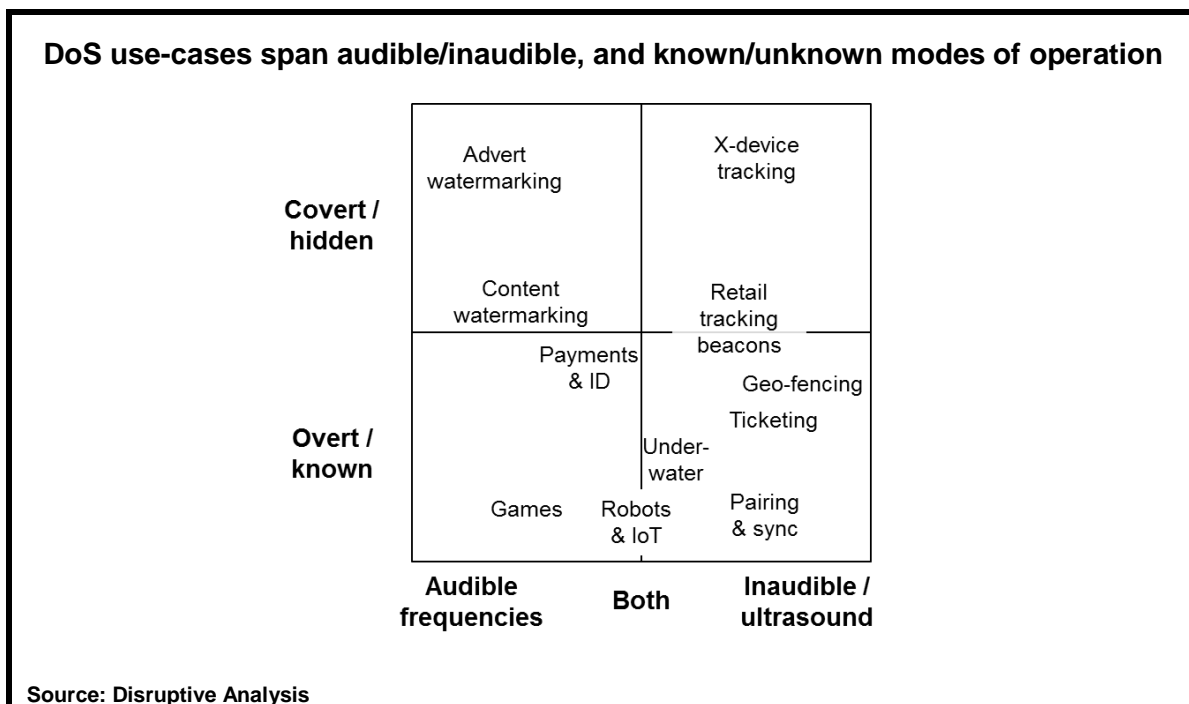 DoS use-cases span audible/inaudible, and known/unknown modes of operation
Advert
watermarking
X-device
tracking
Covert /
hidden
Content
watermarking
Retail
tracking
beacons
Payments
& ID
Geo-fencing
Ticketing
Overt /
known
Under-
water
Games
Robots
& IoT
Pairing
& sync
Audible
frequencies
Both
Inaudible /
ultrasound
Source: Disruptive Analysis